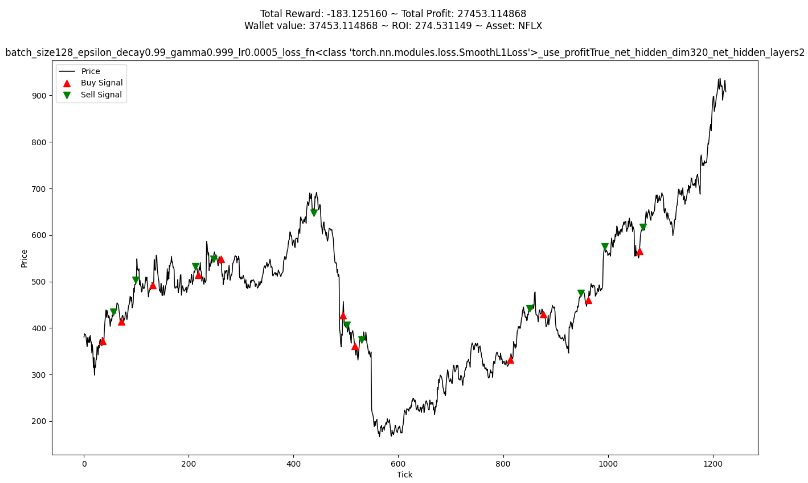 Total Reward: -183.125160 ~ Total Profit: 27453.114868
Wallet value: 37453.114868 ~ ROI: 274.531149 ~ Asset: NFLX
batch_size128_epsilon_decay0.99_gamma0.999_lr0.0005_loss_fn<class 'torch.nn.modules.loss.SmoothL1Loss'>_use_profitTrue_net_hidden_dim320_net_hidden_layers2
Price
Buy Signal
Sell Signal
900
800
700
600
500
400
300
200
Price
0
200
400
600
800
1000
1200
Tick